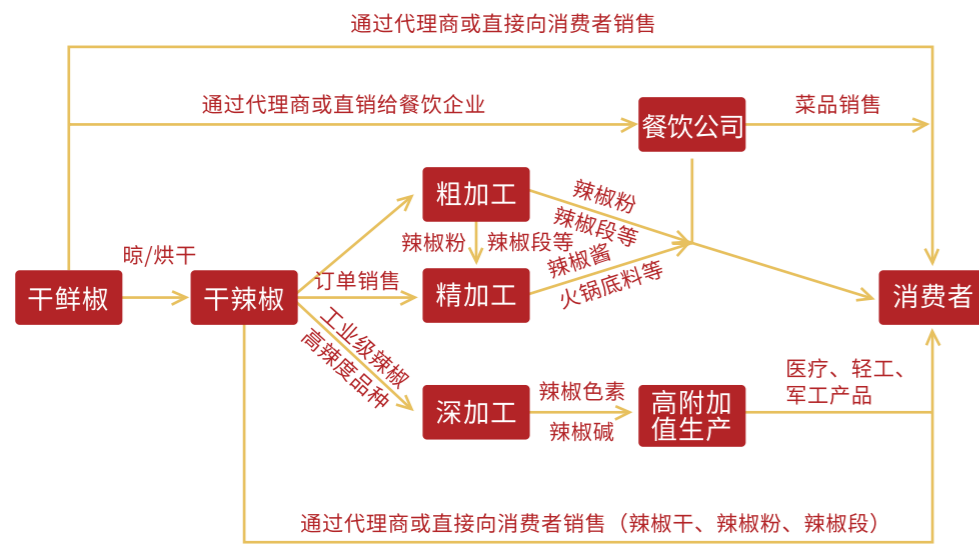 通过代理商或直接向消费者销售
通过代理商或直销给餐饮企业
餐饮公司
菜品销售
粗加工
辣椒粉
辣椒段等
辣椒粉
辣椒段等
晾/烘干
订单销售
辣椒酱
火锅底料等
干鲜椒
干辣椒
精加工
消费者
工业级辣椒
高辣度品种
深加工
辣椒色素
辣椒碱
高附加
值生产
医疗、轻工、
军工产品
通过代理商或直接向消费者销售（辣椒干、辣椒粉、辣椒段）